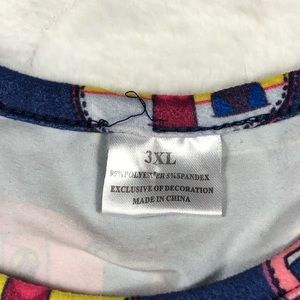 3XL
95%POLYESTER 5%SPANDEX
EXCLUSIVE OF DECORATION
MADE IN CHINA